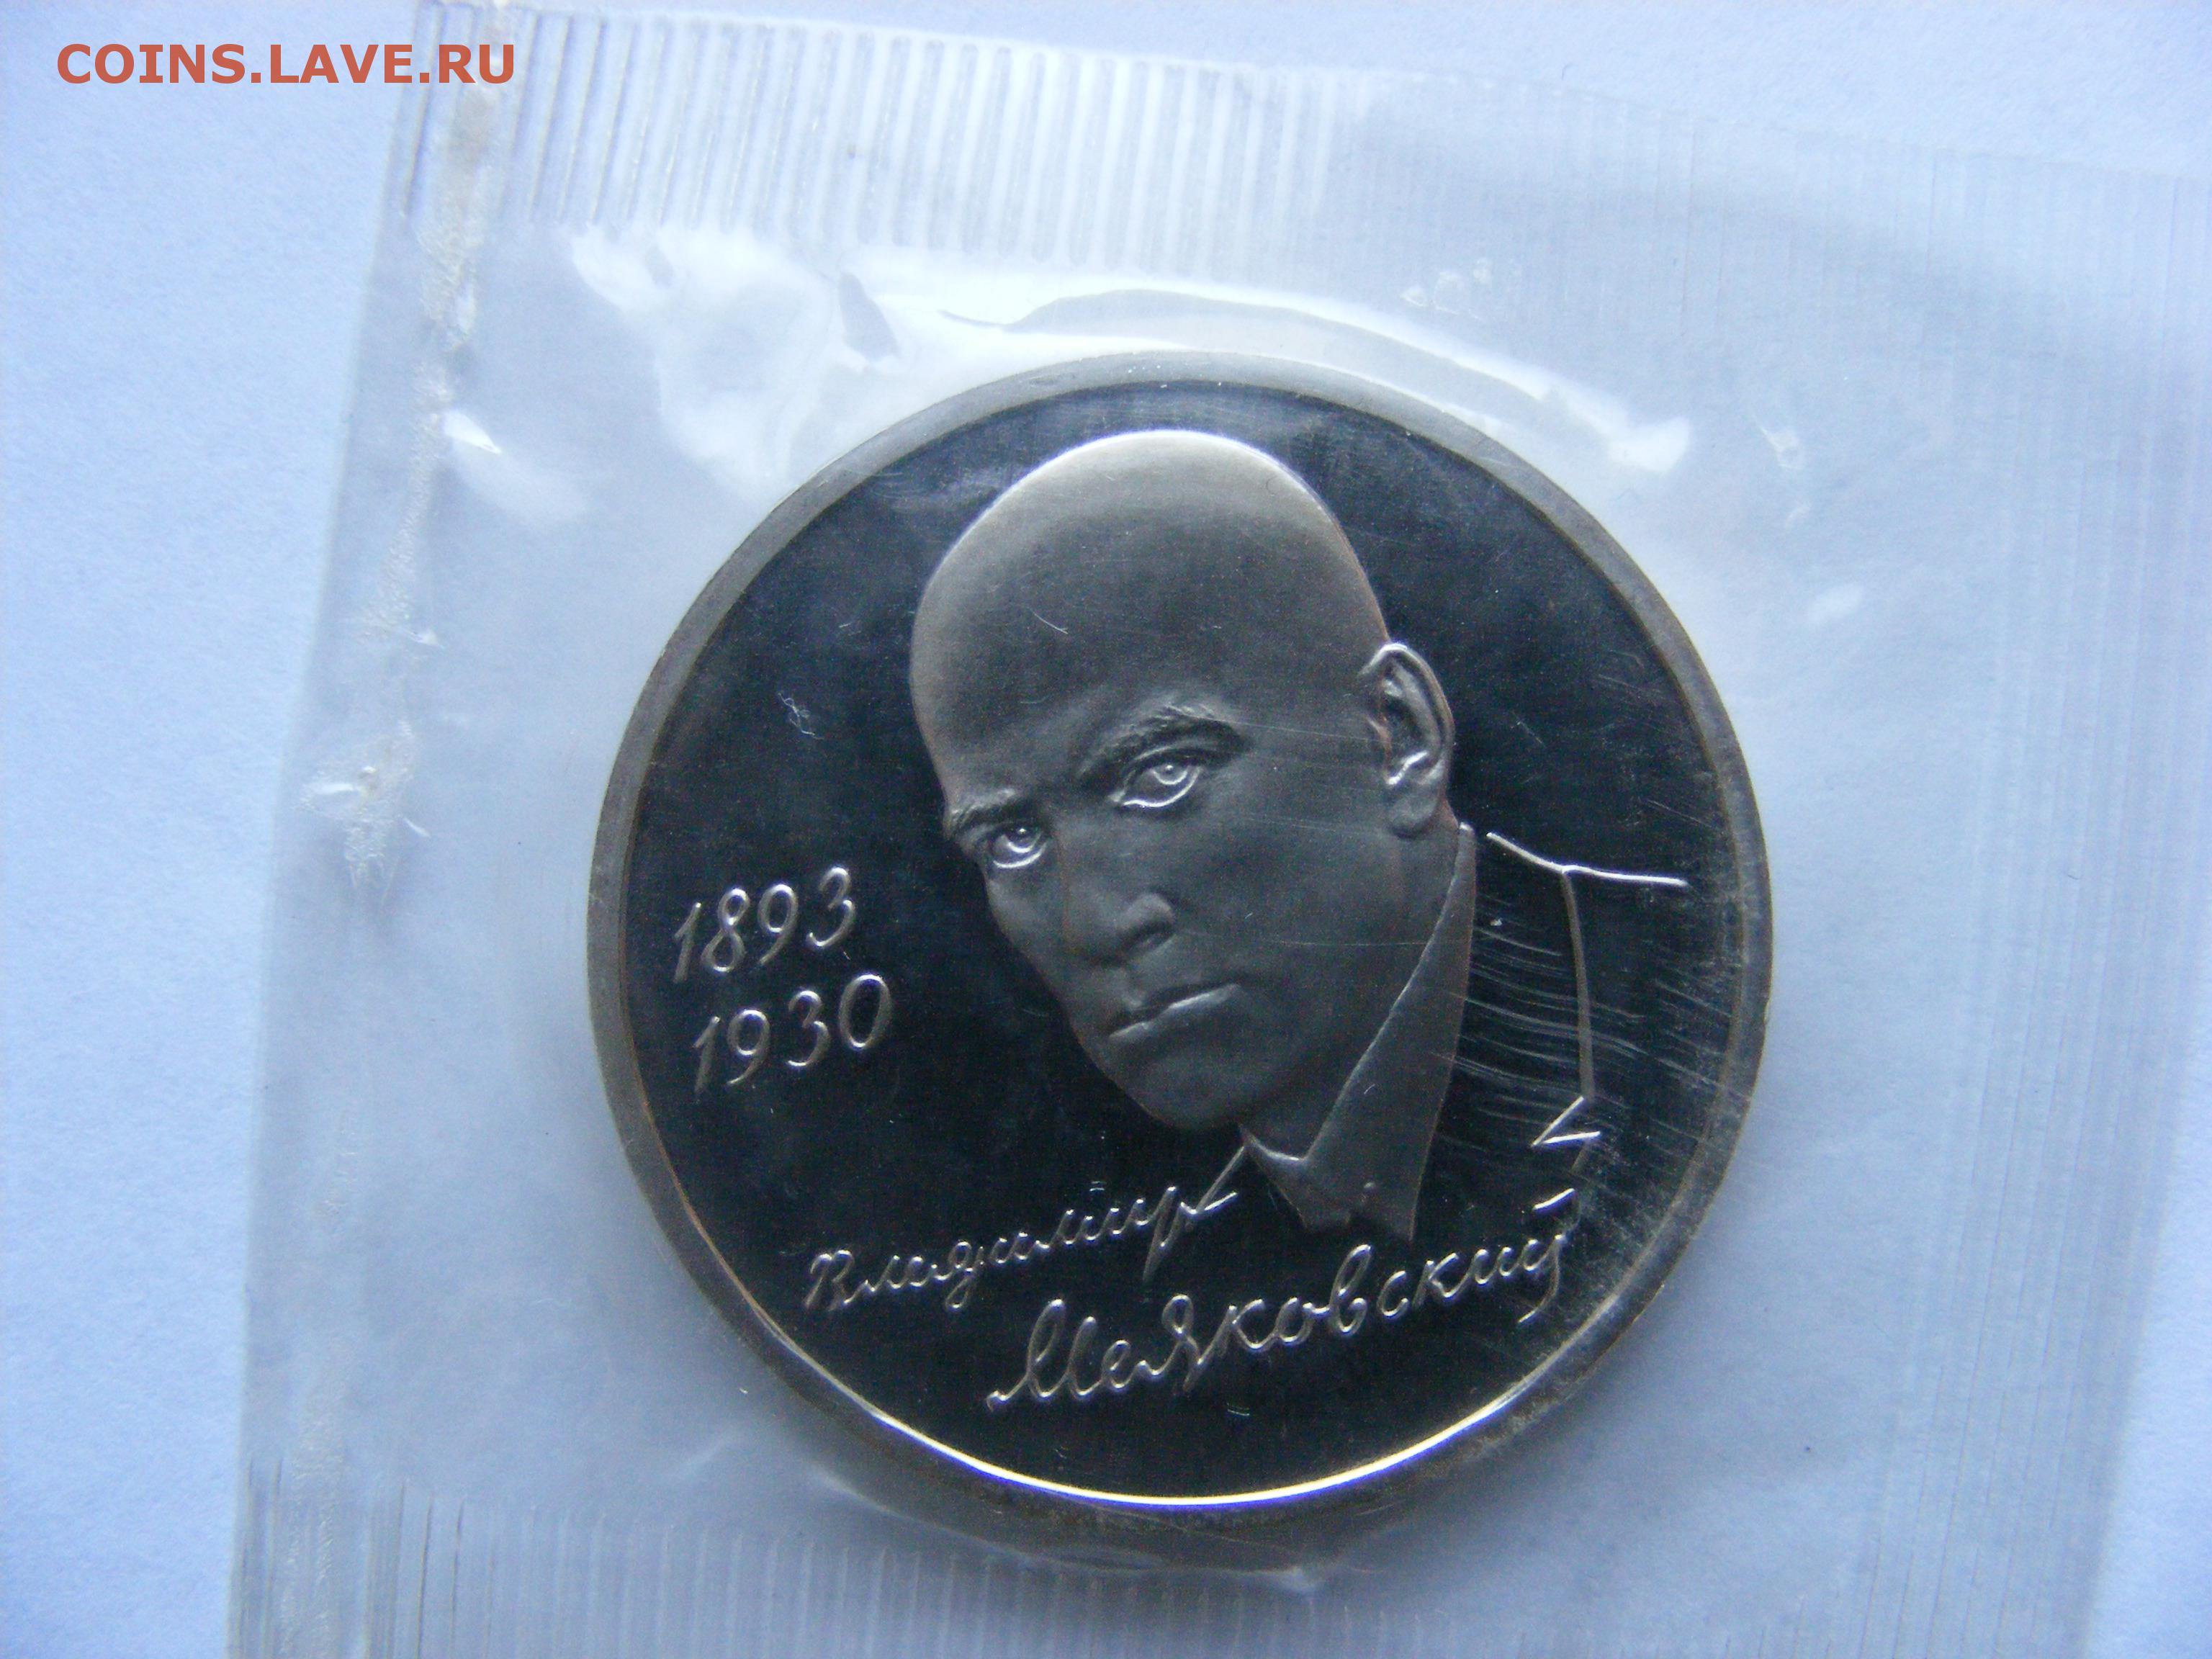 COINS.LAVE.RU
1893
1930
Владимир
Маяковский